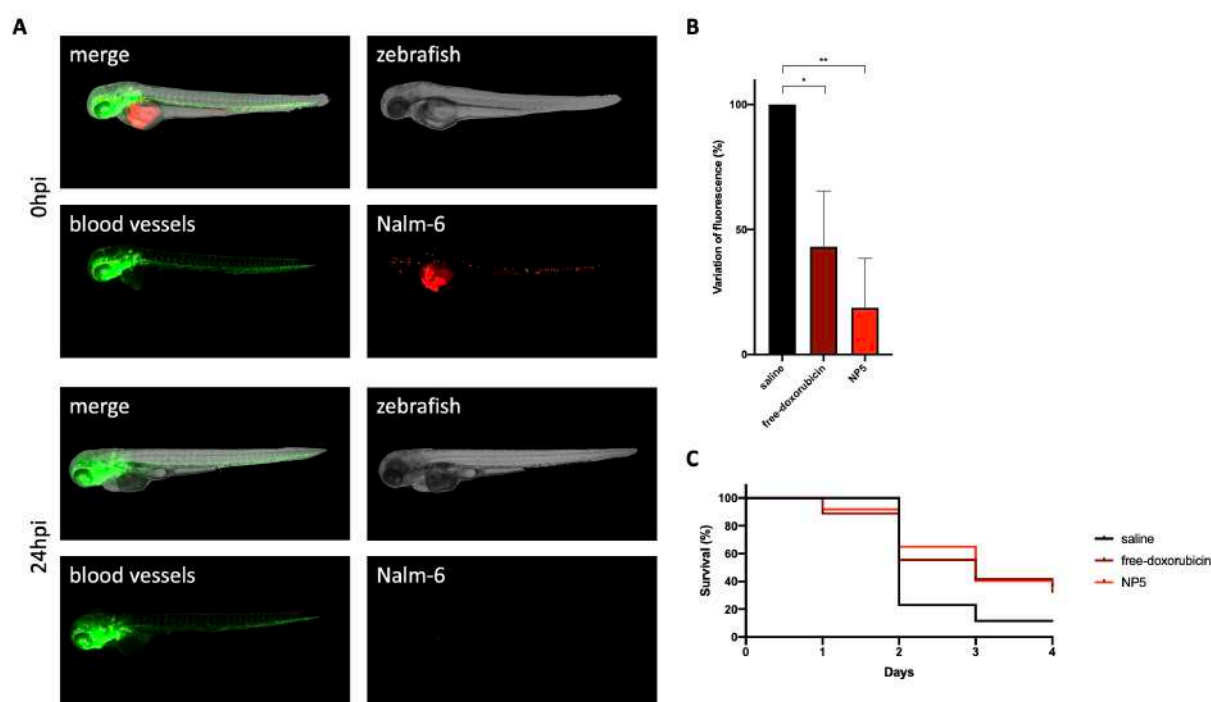 A
merge
zebrafish
0hpi
blood vessels
Nalm-6
merge
zebrafish
24hpi
blood vessels
Nalm-6
B
**
*
100
50
0
Variation of fluorescence (%)
saline
free-doxorubicin
NP5
C
100
80
60
40
20
0
Survival (%)
0 1 2 3 4
Days
saline
free-doxorubicin
NP5